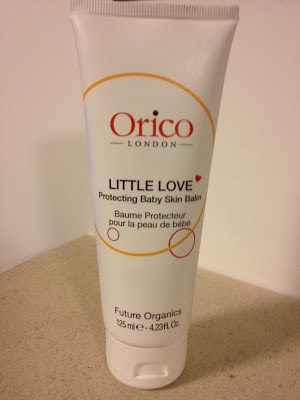 Orico
LONDON
LITTLE LOVE
Protecting Baby Skin Balm
Baume Protecteur
pour la peau de bébé
Future Organics
125 ml ℮ - 4.23fl. Oz.